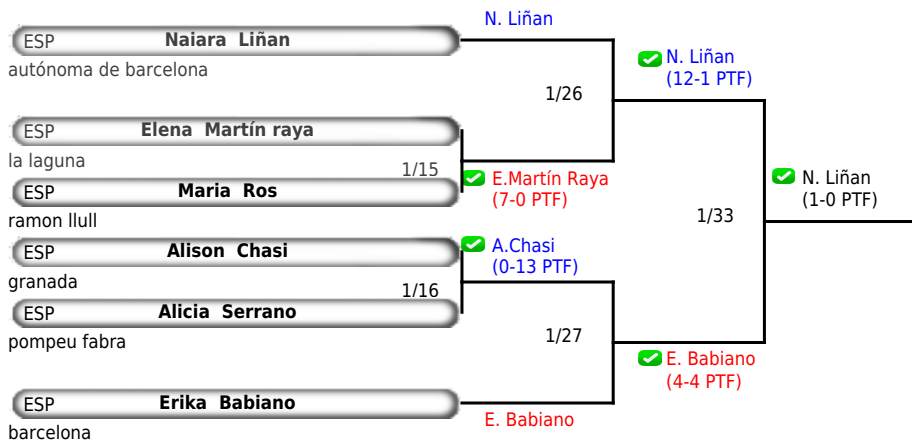 N. Liñan
ESP Naiara Liñan
autónoma de barcelona
N. Liñan
(12-1 PTF)
1/26
ESP Elena Martín raya
la laguna
1/15
E.Martín Raya
(7-0 PTF)
ESP Maria Ros
ramon llull
N. Liñan
(1-0 PTF)
1/33
ESP Alison Chasi
granada
A.Chasi
(0-13 PTF)
1/16
ESP Alicia Serrano
pompeu fabra
1/27
E. Babiano
(4-4 PTF)
ESP Erika Babiano
barcelona
E. Babiano